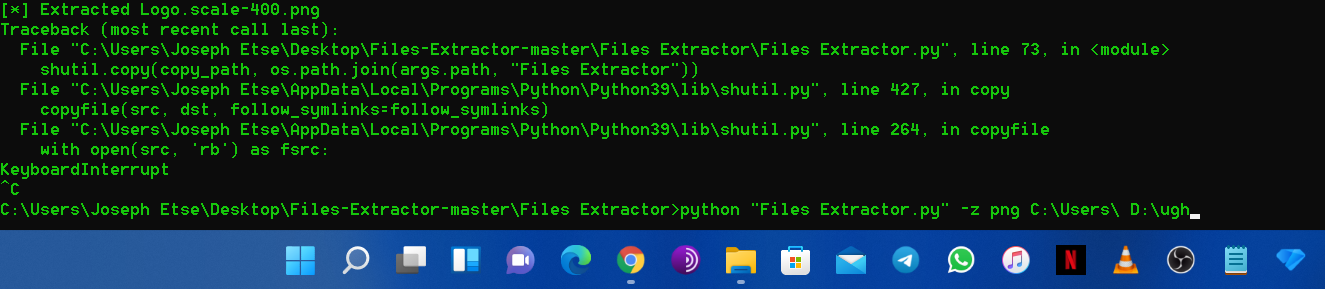 [*] Extracted Logo.scale-400.png
Traceback (most recent call last):
  File "C:\Users\Joseph Etse\Desktop\Files-Extractor-master\Files Extractor\Files Extractor.py", line 73, in <module>
    shutil.copy(copy_path, os.path.join(args.path, "Files Extractor"))
  File "C:\Users\Joseph Etse\AppData\Local\Programs\Python\Python39\lib\shutil.py", line 427, in copy
    copyfile(src, dst, follow_symlinks=follow_symlinks)
  File "C:\Users\Joseph Etse\AppData\Local\Programs\Python\Python39\lib\shutil.py", line 264, in copyfile
    with open(src, 'rb') as fsrc:
KeyboardInterrupt
^C
C:\Users\Joseph Etse\Desktop\Files-Extractor-master\Files Extractor>python "Files Extractor.py" -z png C:\Users\ D:\ugh
N